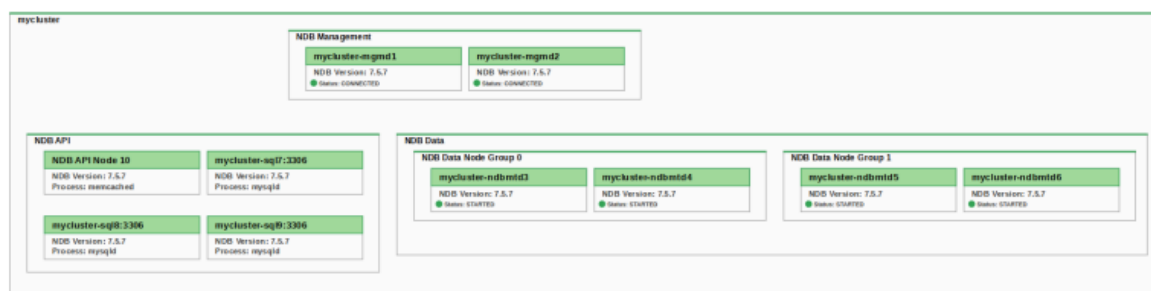 mycluster
NDB Management
mycluster-mgmd1
NDB Version: 7.5.7
Status: CONNECTED
mycluster-mgmd2
NDB Version: 7.5.7
Status: CONNECTED
NDB API
NDB API Node 10
NDB Version: 7.5.7
Process: memcached
mycluster-sql7:3306
NDB Version: 7.5.7
Process: mysqld
mycluster-sql8:3306
NDB Version: 7.5.7
Process: mysqld
mycluster-sql9:3306
NDB Version: 7.5.7
Process: mysqld
NDB Data
NDB Data Node Group 0
mycluster-ndbmtd3
NDB Version: 7.5.7
Status: STARTED
mycluster-ndbmtd4
NDB Version: 7.5.7
Status: STARTED
NDB Data Node Group 1
mycluster-ndbmtd5
NDB Version: 7.5.7
Status: STARTED
mycluster-ndbmtd6
NDB Version: 7.5.7
Status: STARTED